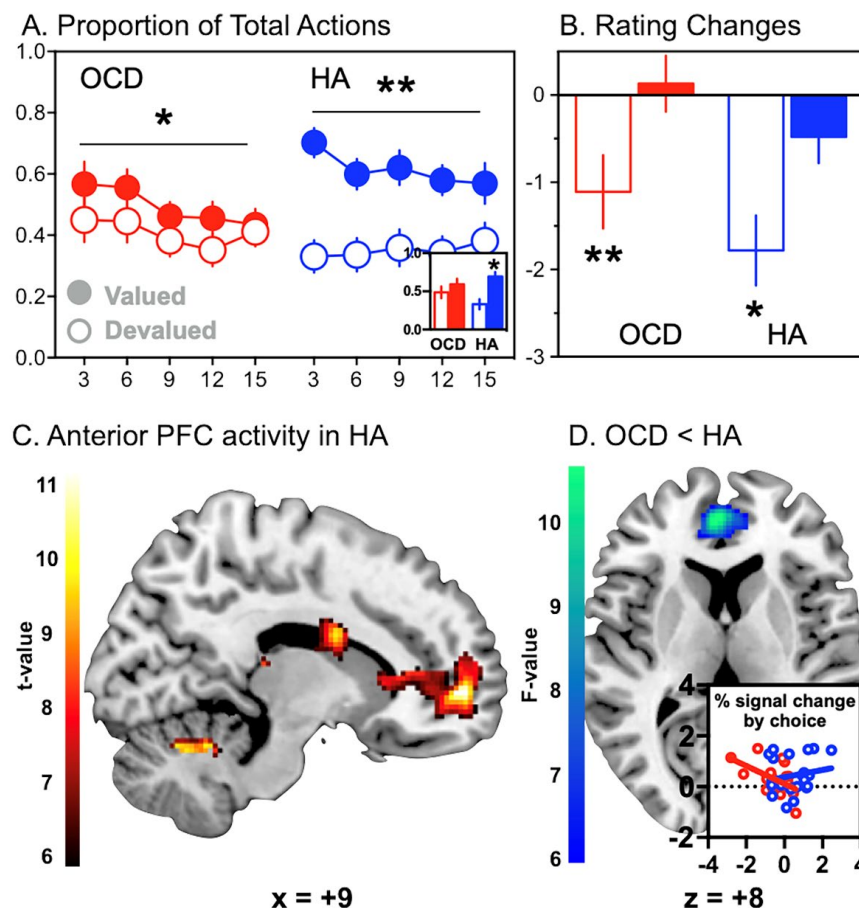 A. Proportion of Total Actions
B. Rating Changes
1.0
0.8
0.6
0.4
0.2
0.0
OCD
HA
*
**
Valued
Devalued
1.0
0.5
0.0
*
OCD HA
3 6 9 12 15
3 6 9 12 15
0
-1
-2
-3
**
*
OCD
HA
C. Anterior PFC activity in HA
D. OCD < HA
11
10
9
8
7
6
t-value
x = +9
10
9
8
7
6
F-value
% signal change
by choice
4
2
0
-2
-4 -2 0 2 4
z = +8